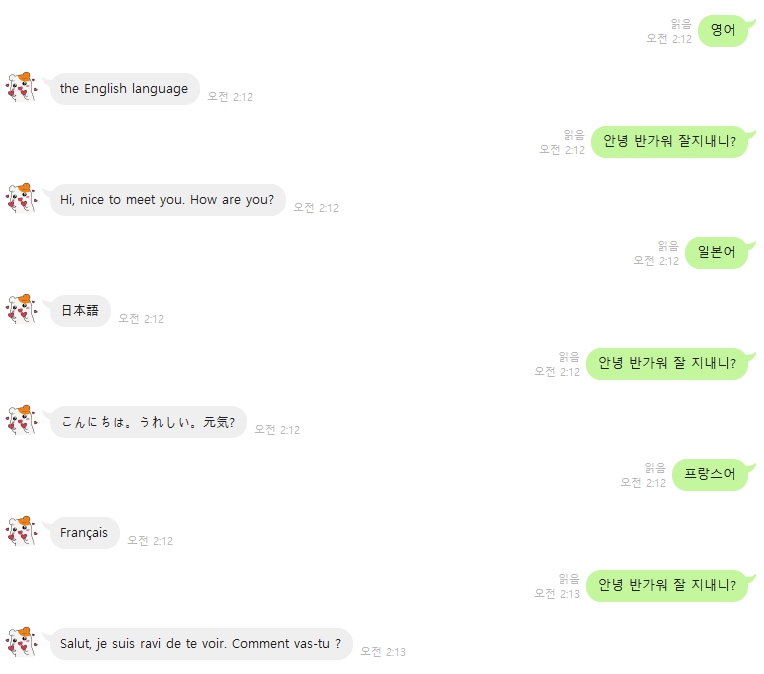 영어
읽음
오전 2:12
the English language
오전 2:12
안녕 반가워 잘지내니?
읽음
오전 2:12
Hi, nice to meet you. How are you?
오전 2:12
일본어
읽음
오전 2:12
日本語
오전 2:12
안녕 반가워 잘 지내니?
읽음
오전 2:12
こんにちは。うれしい。元気?
오전 2:12
프랑스어
읽음
오전 2:12
Français
오전 2:12
안녕 반가워 잘 지내니?
읽음
오전 2:13
Salut, je suis ravi de te voir. Comment vas-tu ?
오전 2:13